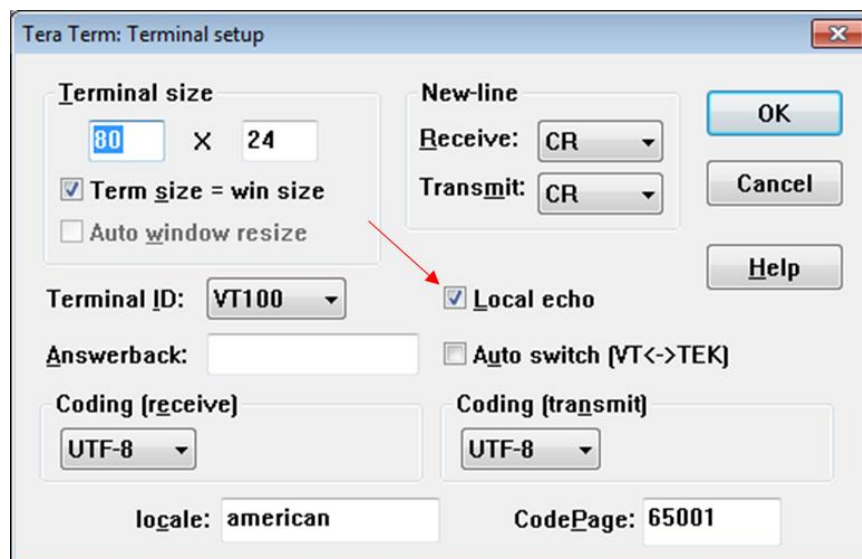 Tera Term: Terminal setup
Terminal size
80 X 24
Term size = win size
Auto window resize
New-line
Receive: CR
Transmit: CR
OK
Cancel
Help
Terminal ID: VT100
Local echo
Answerback:
Auto switch (VT<->TEK)
Coding (receive)
UTF-8
Coding (transmit)
UTF-8
locale: american
CodePage: 65001